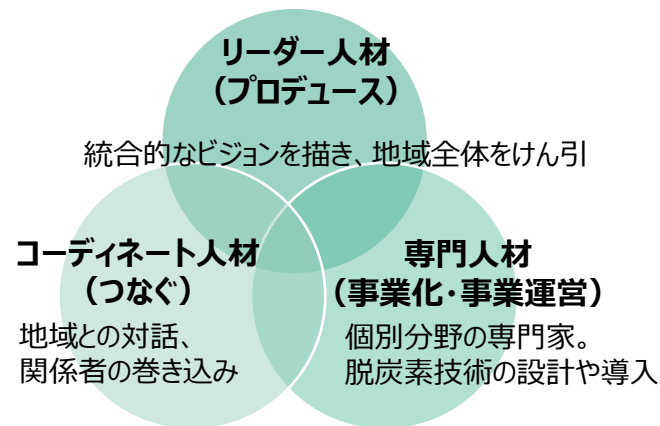 リーダー人材
（プロデュース）
統合的なビジョンを描き、地域全体をけん引
コーディネート人材
（つなぐ）
地域との対話、
関係者の巻き込み
専門人材
（事業化・事業運営）
個別分野の専門家。
脱炭素技術の設計や導入